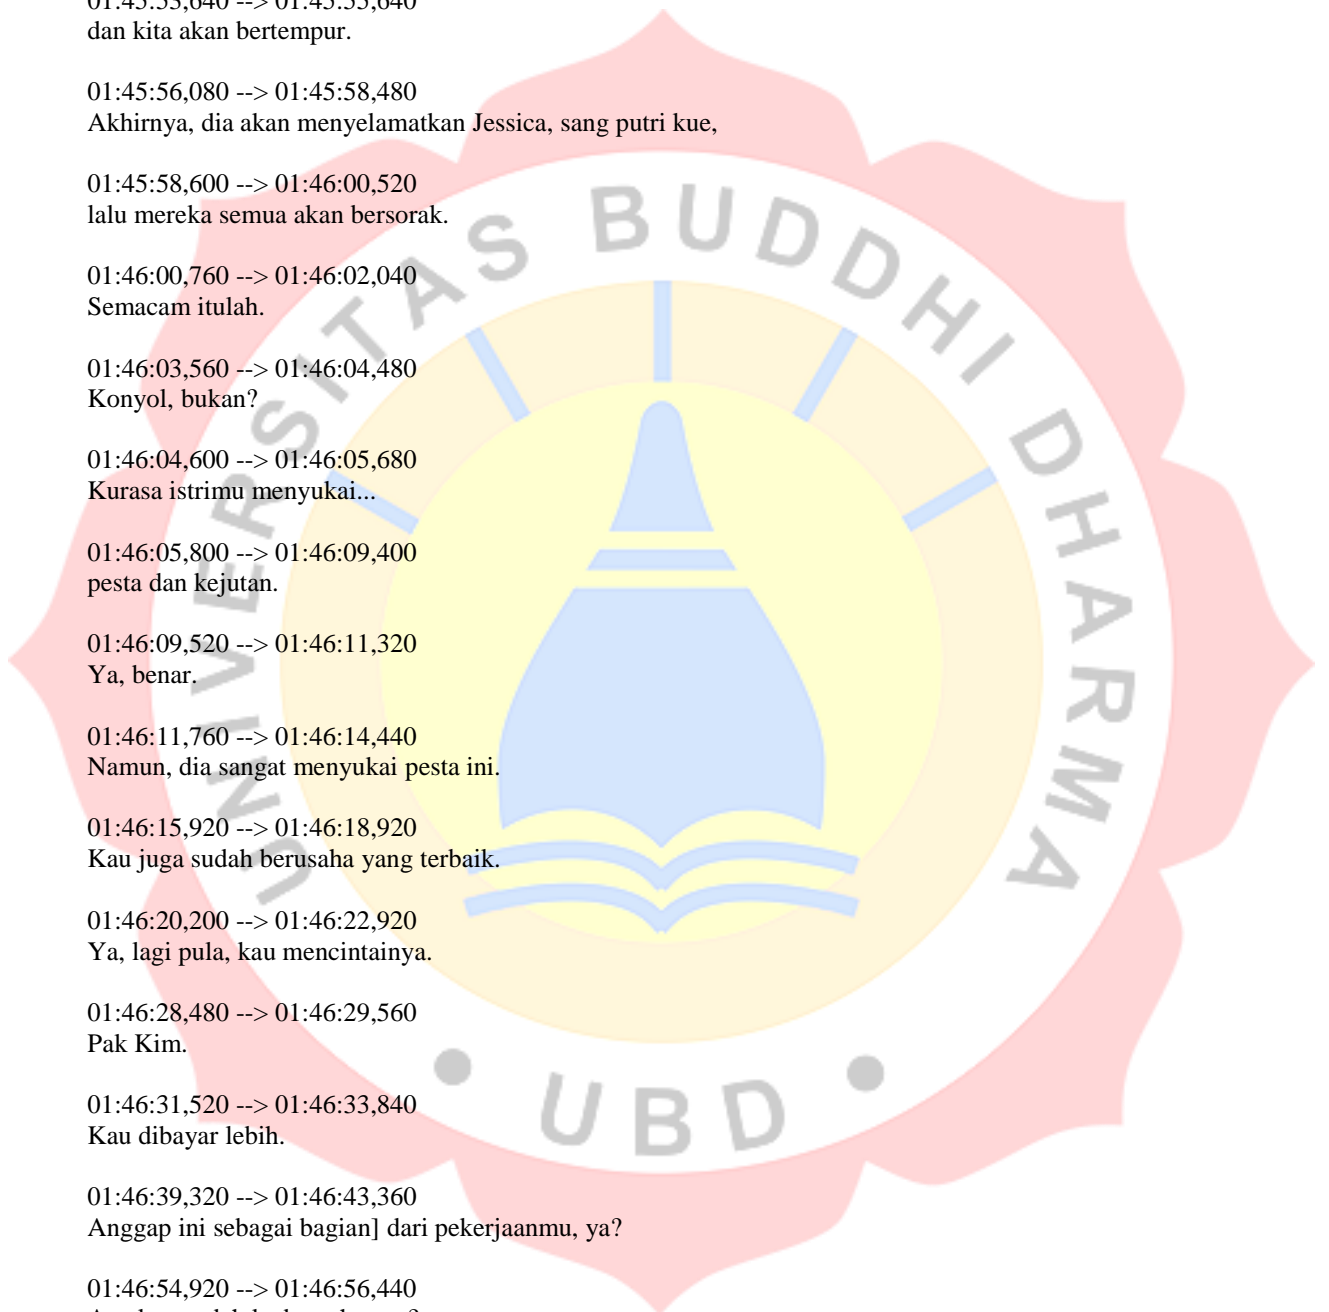 dan kita akan bertempur.
01:45:56,080 --> 01:45:58,480
Akhirnya, dia akan menyelamatkan Jessica, sang putri kue,
01:45:58,600 --> 01:46:00,520
lalu mereka semua akan bersorak.
01:46:00,760 --> 01:46:02,040
Semacam itulah.
01:46:03,560 --> 01:46:04,480
Konyol, bukan?
01:46:04,600 --> 01:46:05,680
Kurasa istrimu menyukai...
01:46:05,800 --> 01:46:09,400
pesta dan kejutan.
01:46:09,520 --> 01:46:11,320
Ya, benar.
01:46:11,760 --> 01:46:14,440
Namun, dia sangat menyukai pesta ini.
01:46:15,920 --> 01:46:18,920
Kau juga sudah berusaha yang terbaik.
01:46:20,200 --> 01:46:22,920
Ya, lagi pula, kau mencintainya.
01:46:28,480 --> 01:46:29,560
Pak Kim.
01:46:31,520 --> 01:46:33,840
Kau dibayar lebih.
01:46:39,320 --> 01:46:43,360
Anggap ini sebagai bagian] dari pekerjaanmu, ya?
01:46:54,920 --> 01:46:56,440
UNIVERSITAS BUDDHI DHARMA
• UBD •